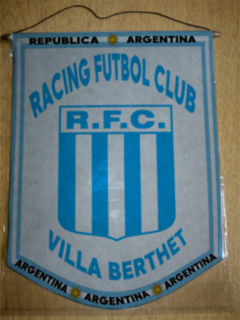 REPUBLICA ARGENTINA
RACING FUTBOL CLUB
R.F.C.
VILLA BERTHET
ARGENTINA ARGENTINA ARGENTINA